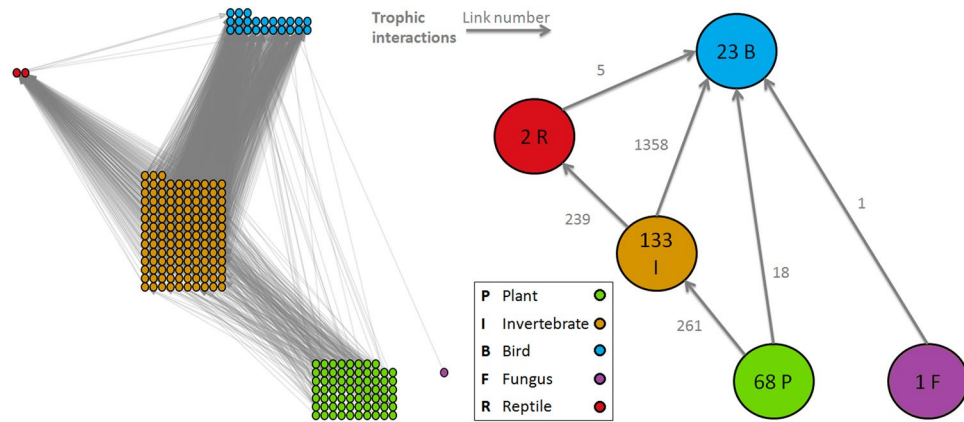 Trophic
interactions
Link number
23 B
5
2 R
1358
239
1
133
I
18
261
68 P
1 F
P Plant
I Invertebrate
B Bird
F Fungus
R Reptile